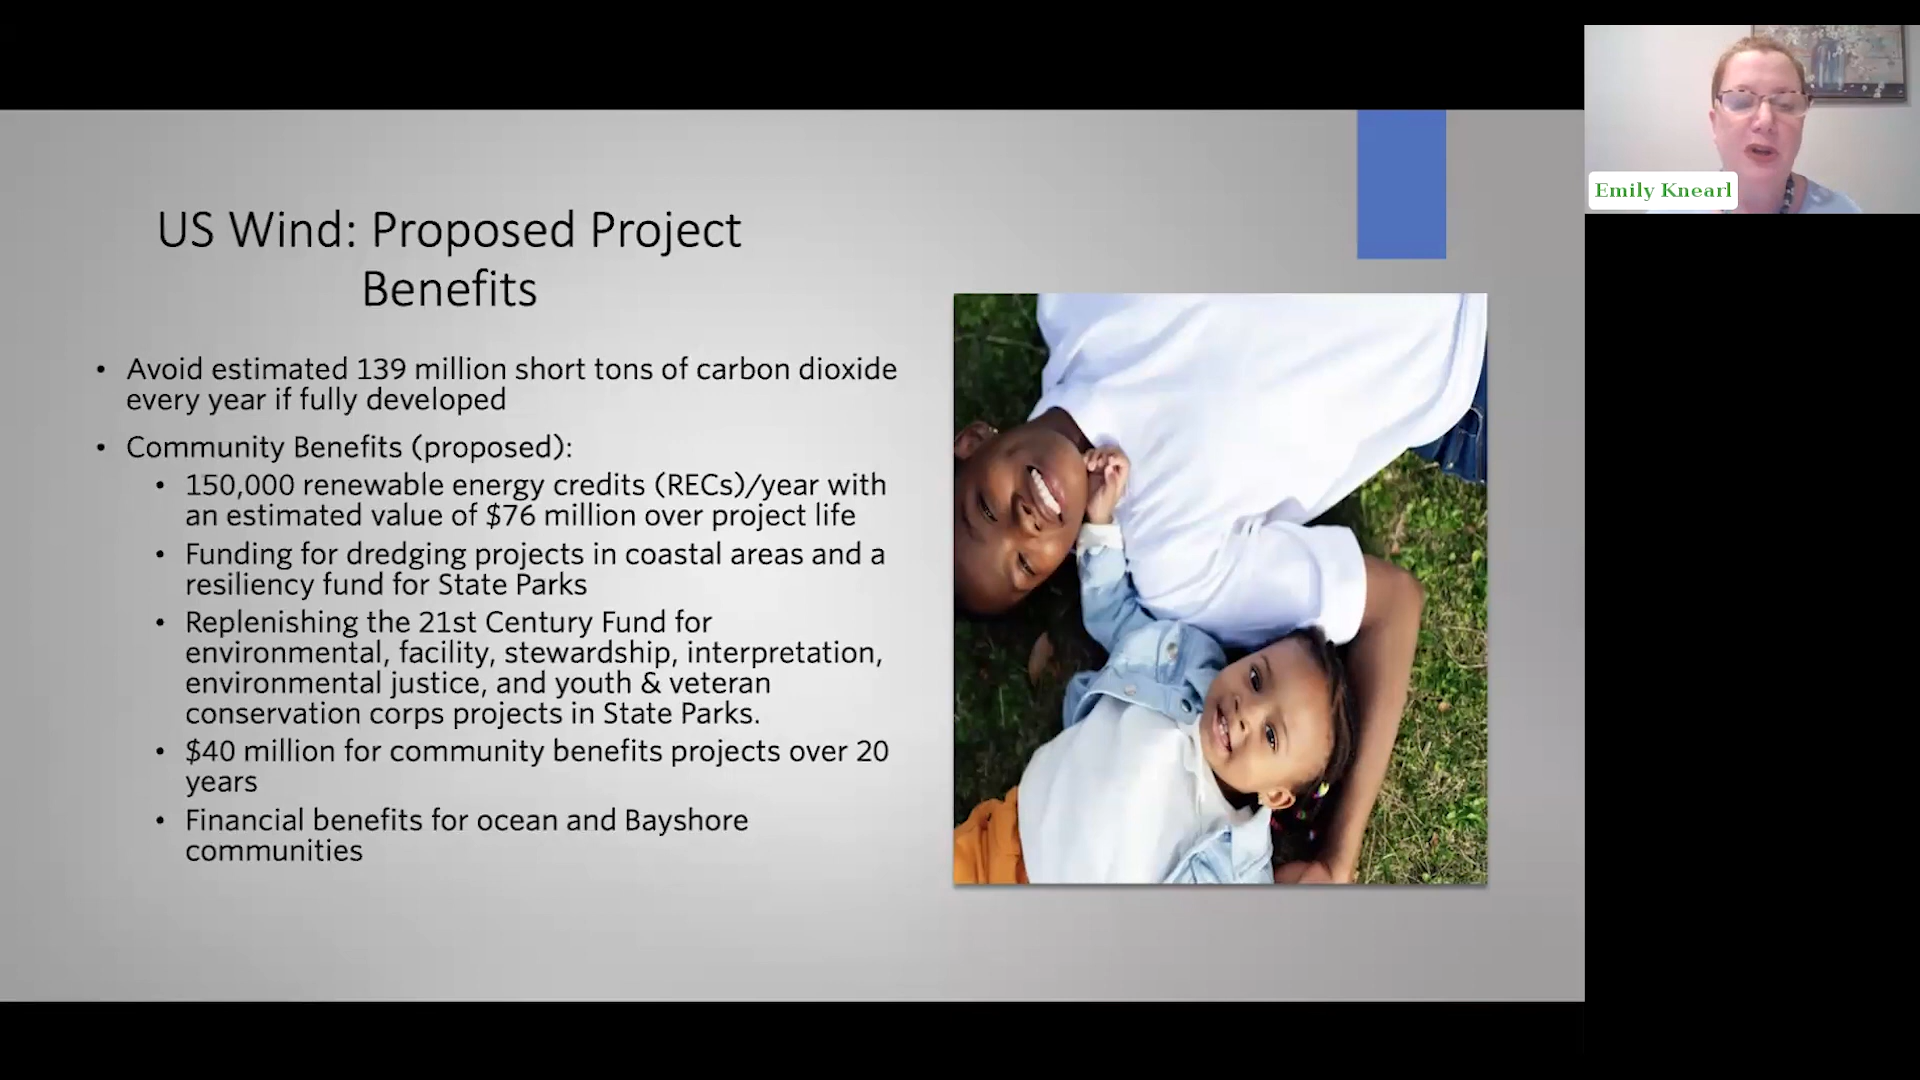 US Wind: Proposed Project
Benefits
• Avoid estimated 139 million short tons of carbon dioxide
every year if fully developed
• Community Benefits (proposed):
• 150,000 renewable energy credits (RECs)/year with
an estimated value of $76 million over project life
• Funding for dredging projects in coastal areas and a
resiliency fund for State Parks
• Replenishing the 21st Century Fund for
environmental, facility, stewardship, interpretation,
environmental justice, and youth & veteran
conservation corps projects in State Parks.
• $40 million for community benefits projects over 20
years
• Financial benefits for ocean and Bayshore
communities
Emily Knearl